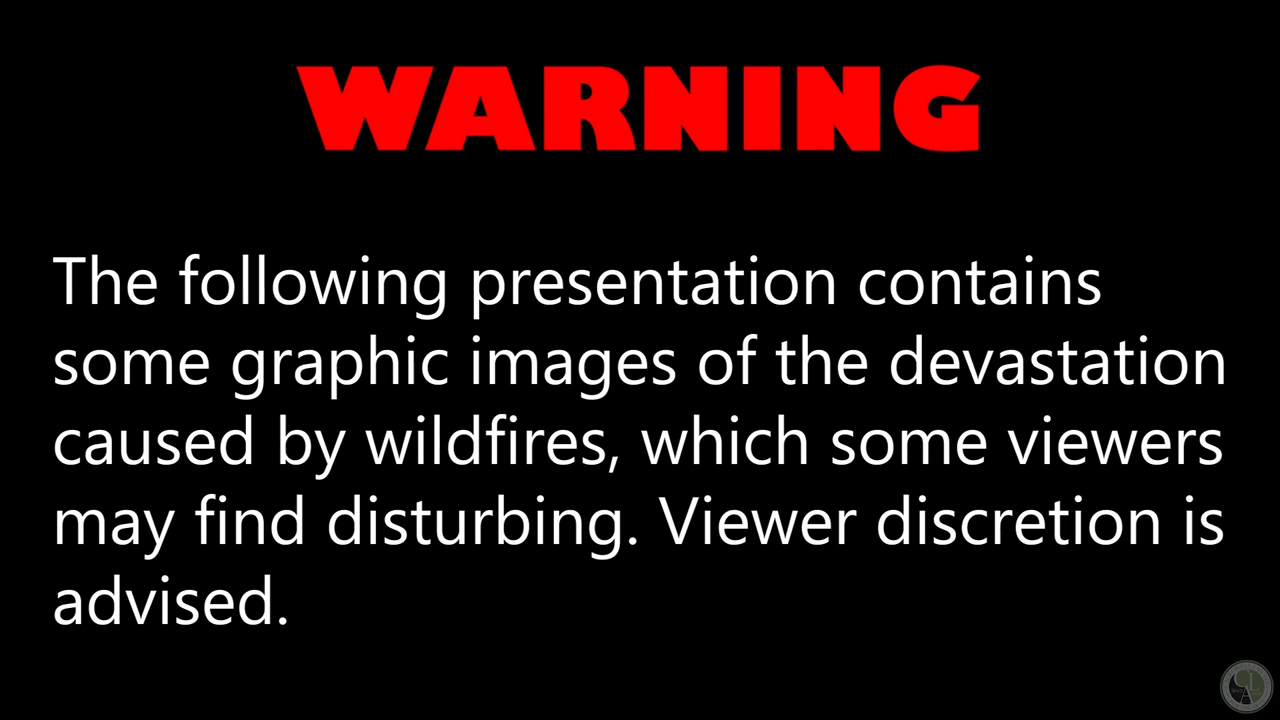 WARNING
The following presentation contains
some graphic images of the devastation
caused by wildfires, which some viewers
may find disturbing. Viewer discretion is
advised.